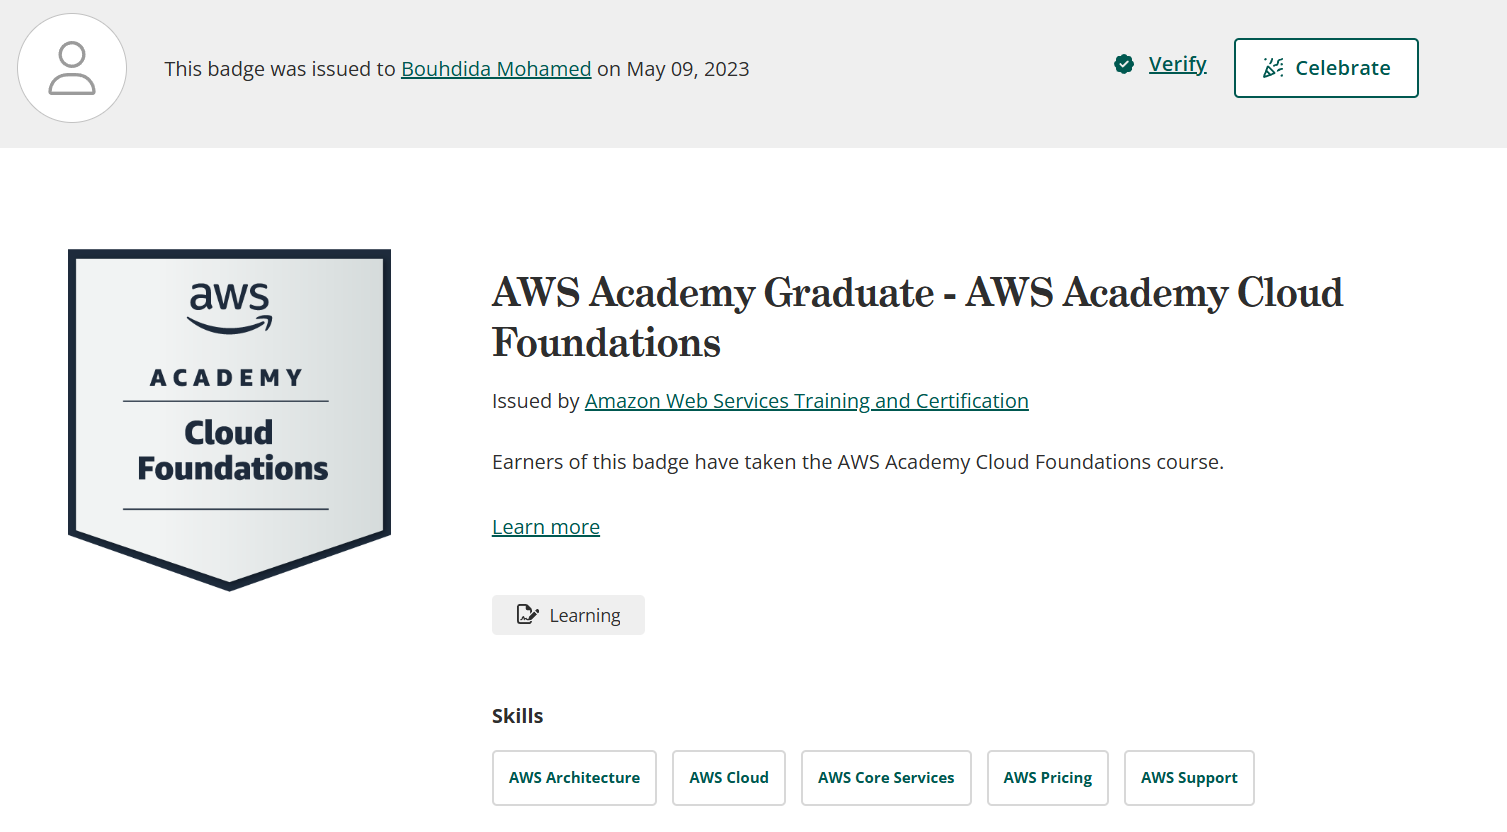 This badge was issued to Bouhdida Mohamed on May 09, 2023
Verify
Celebrate
aws
ACADEMY
Cloud
Foundations
AWS Academy Graduate - AWS Academy Cloud
Foundations
Issued by Amazon Web Services Training and Certification
Earners of this badge have taken the AWS Academy Cloud Foundations course.
Learn more
Learning
Skills
AWS Architecture
AWS Cloud
AWS Core Services
AWS Pricing
AWS Support